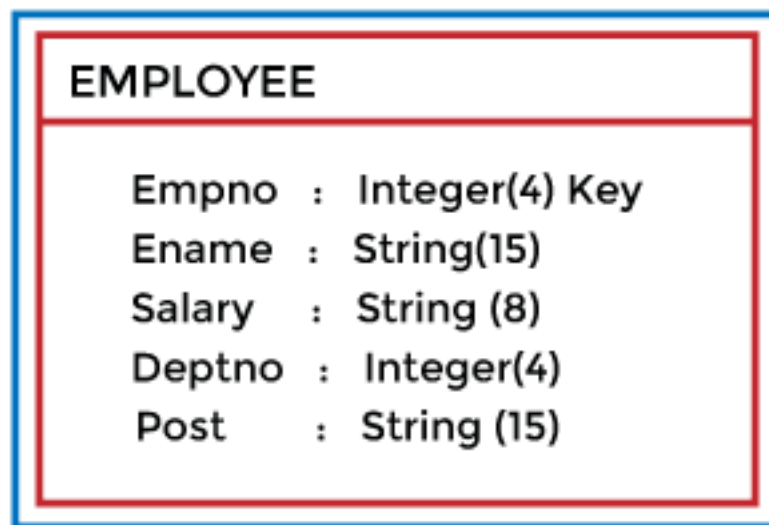 EMPLOYEE
Empno : Integer(4) Key
Ename : String(15)
Salary : String (8)
Deptno : Integer(4)
Post : String (15)